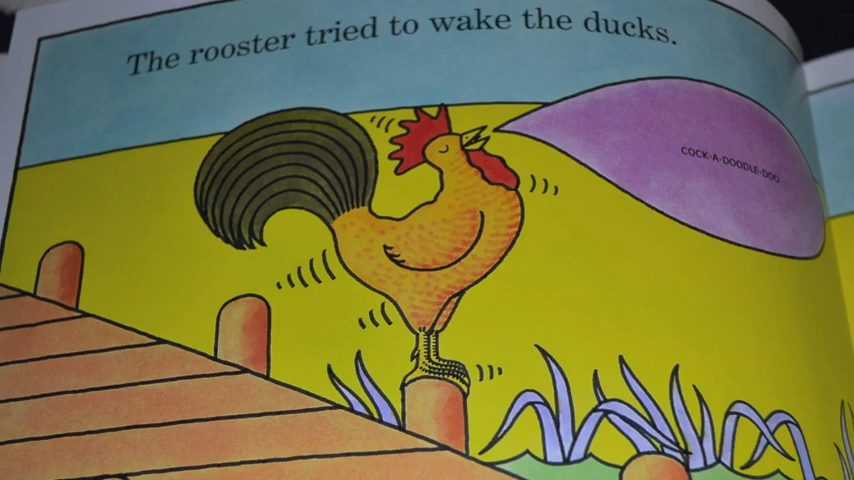 The rooster tried to wake the ducks.
COCK-A-DOODLE-DOO